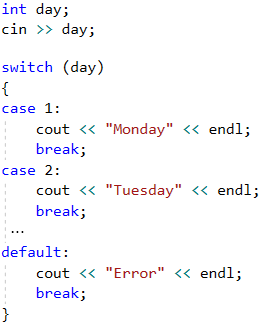 int day;
cin >> day;
switch (day)
{
case 1:
    cout << "Monday" << endl;
    break;
case 2:
    cout << "Tuesday" << endl;
    break;
...
default:
    cout << "Error" << endl;
    break;
}